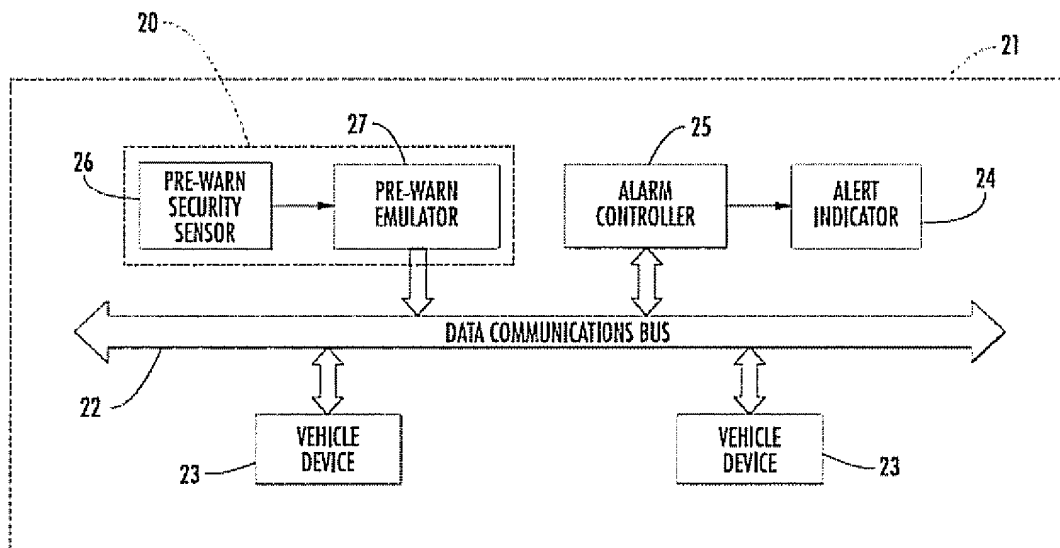 20
21
27
25
26
PRE-WARN
SECURITY
SENSOR
PRE-WARN
EMULATOR
ALARM
CONTROLLER
ALERT
INDICATOR
24
DATA COMMUNICATIONS BUS
22
VEHICLE
DEVICE
23
VEHICLE
DEVICE
23